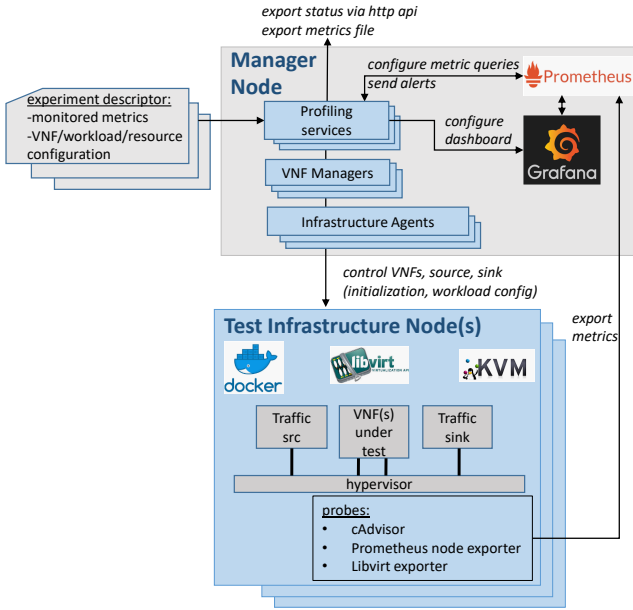 export status via http api
export metrics file
Manager
Node
configure metric queries
send alerts
Prometheus
experiment descriptor:
-monitored metrics
-VNF/workload/resource
configuration
Profiling
services
configure
dashboard
Grafana
VNF Managers
Infrastructure Agents
control VNFs, source, sink
(initialization, workload config)
export
metrics
Test Infrastructure Node(s)
docker
libvirt
VIRTUALIZATION API
KVM
Traffic
src
VNF(s)
under
test
Traffic
sink
hypervisor
probes:
• cAdvisor
• Prometheus node exporter
• Libvirt exporter